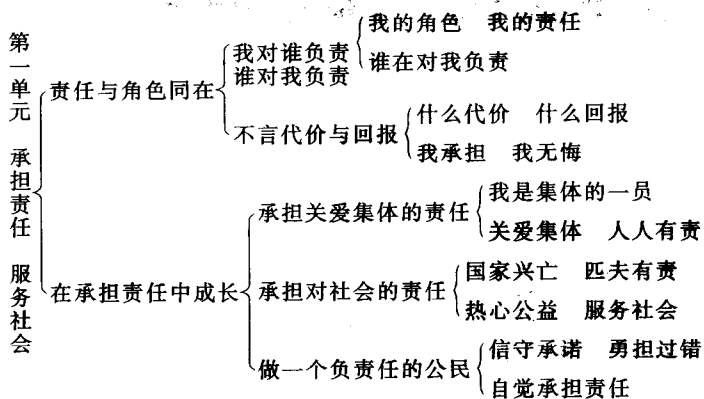 第一单元 承担责任 服务社会
责任与角色同在
我对谁负责
谁对我负责
我的角色 我的责任
谁在对我负责
不言代价与回报
什么代价 什么回报
我承担 我无悔
在承担责任中成长
承担关爱集体的责任
我是集体的一员
关爱集体 人人有责
承担对社会的责任
国家兴亡 匹夫有责
热心公益 服务社会
做一个负责任的公民
信守承诺 勇担过错
自觉承担责任